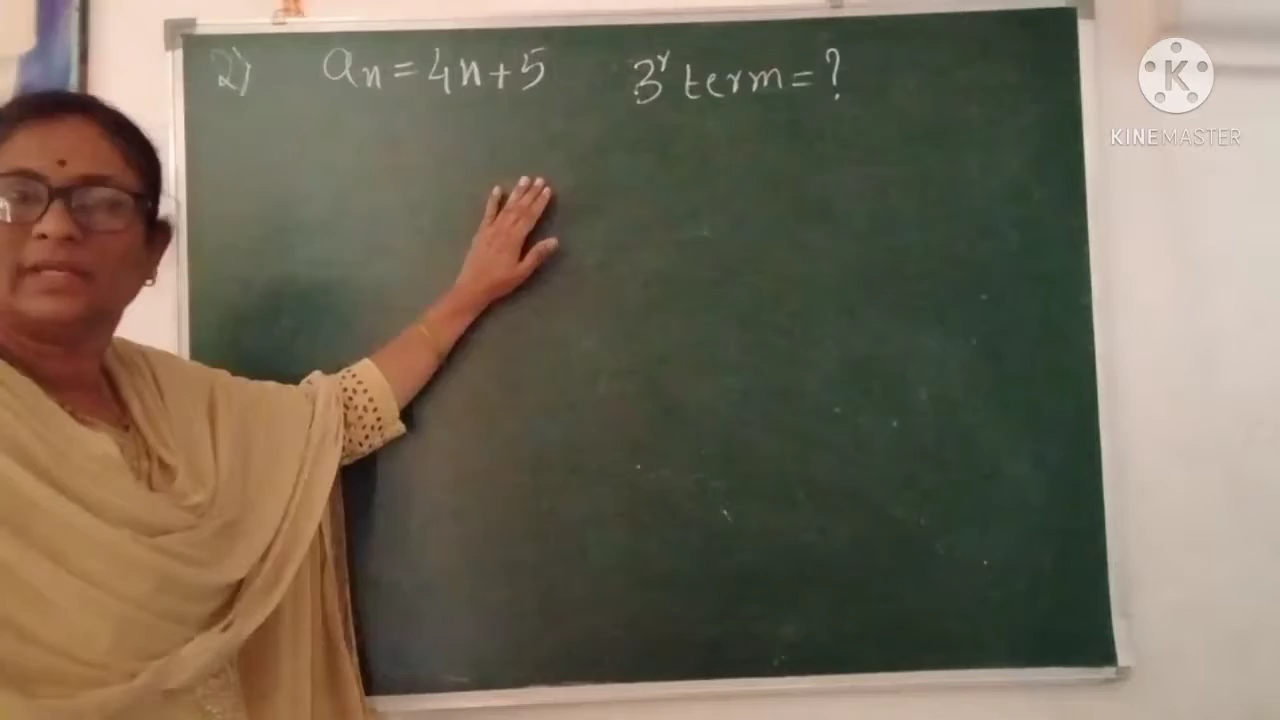 2) an = 4n + 5 3r term = ?
K
KINEMASTER